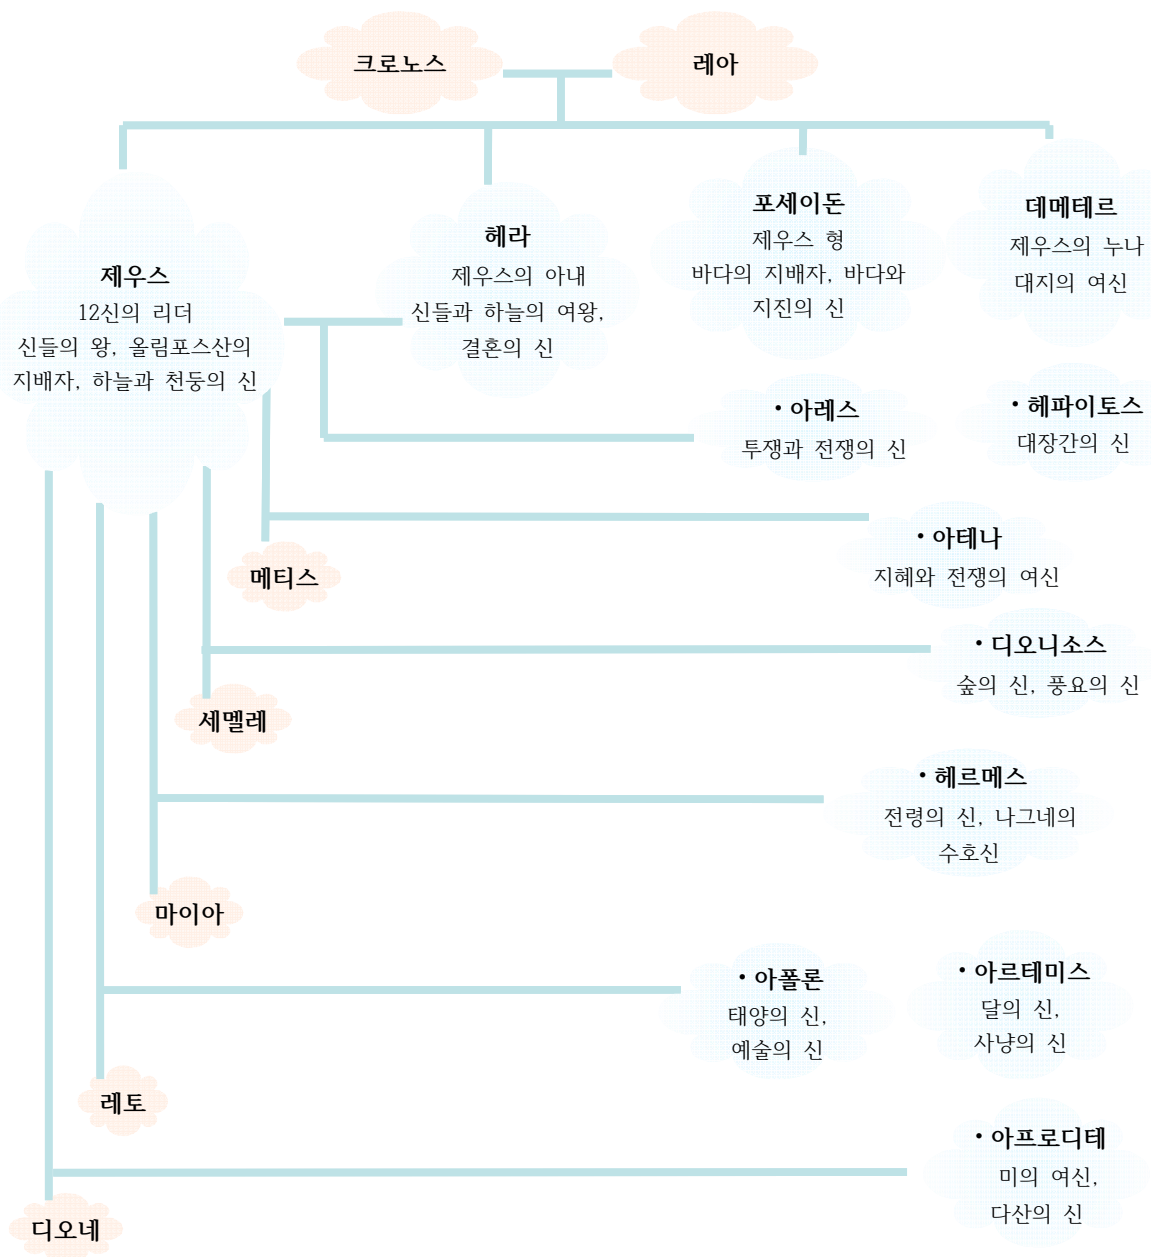 크로노스
레아
제우스
12신의 리더
신들의 왕, 올림포스산의
지배자, 하늘과 천둥의 신
헤라
제우스의 아내
신들과 하늘의 여왕,
결혼의 신
포세이돈
제우스 형
바다의 지배자, 바다와
지진의 신
데메테르
제우스의 누나
대지의 여신
•아레스
투쟁과 전쟁의 신
•헤파이토스
대장간의 신
메티스
•아테나
지혜와 전쟁의 여신
세멜레
•디오니소스
숲의 신, 풍요의 신
마이아
•헤르메스
전령의 신, 나그네의
수호신
레토
•아폴론
태양의 신,
예술의 신
•아르테미스
달의 신,
사냥의 신
디오네
•아프로디테
미의 여신,
다산의 신